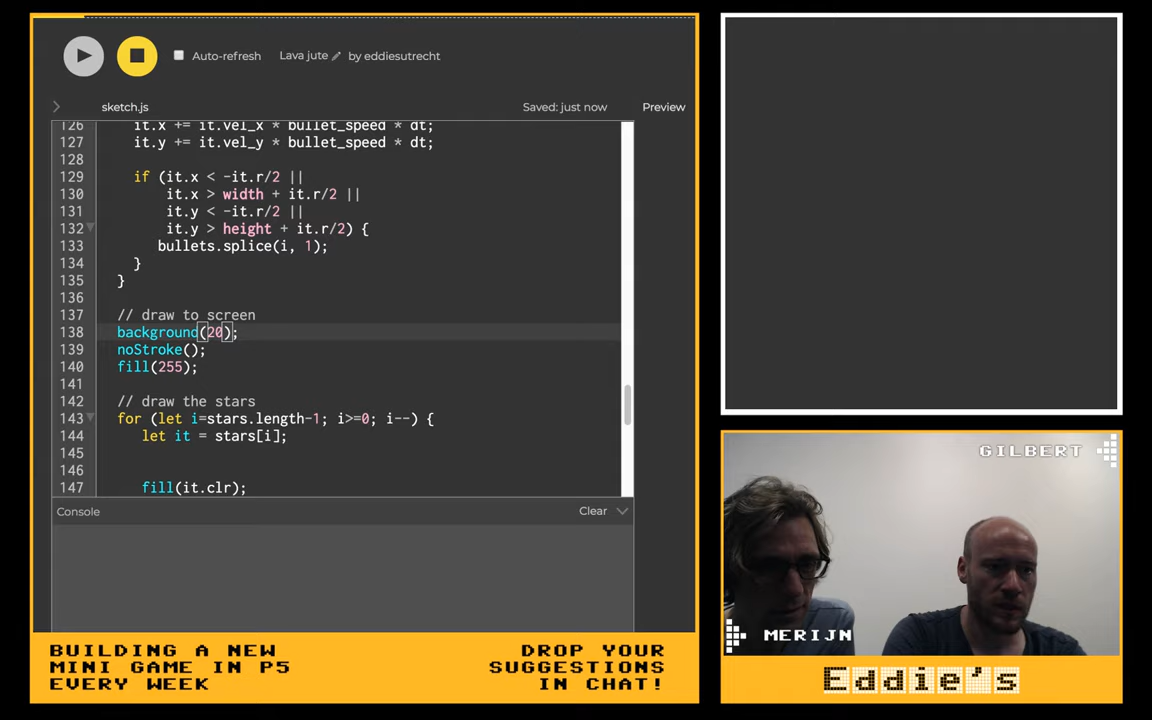 Auto-refresh Lava jute by eddiesutrecht
sketch.js Saved: just now Preview
126 it.x += it.vel_x * bullet_speed * dt;
127 it.y += it.vel_y * bullet_speed * dt;
128
129 if (it.x < -it.r/2 ||
130 it.x > width + it.r/2 ||
131 it.y < -it.r/2 ||
132 it.y > height + it.r/2) {
133 bullets.splice(i, 1);
134 }
135 }
136
137 // draw to screen
138 background(20);
139 noStroke();
140 fill(255);
141
142 // draw the stars
143 for (let i=stars.length-1; i>=0; i--) {
144 let it = stars[i];
145
146
147 fill(it.clr);
Console Clear
GILBERT
MERIJN
BUILDING A NEW
MINI GAME IN P5
EVERY WEEK
DROP YOUR
SUGGESTIONS
IN CHAT!
Eddie's